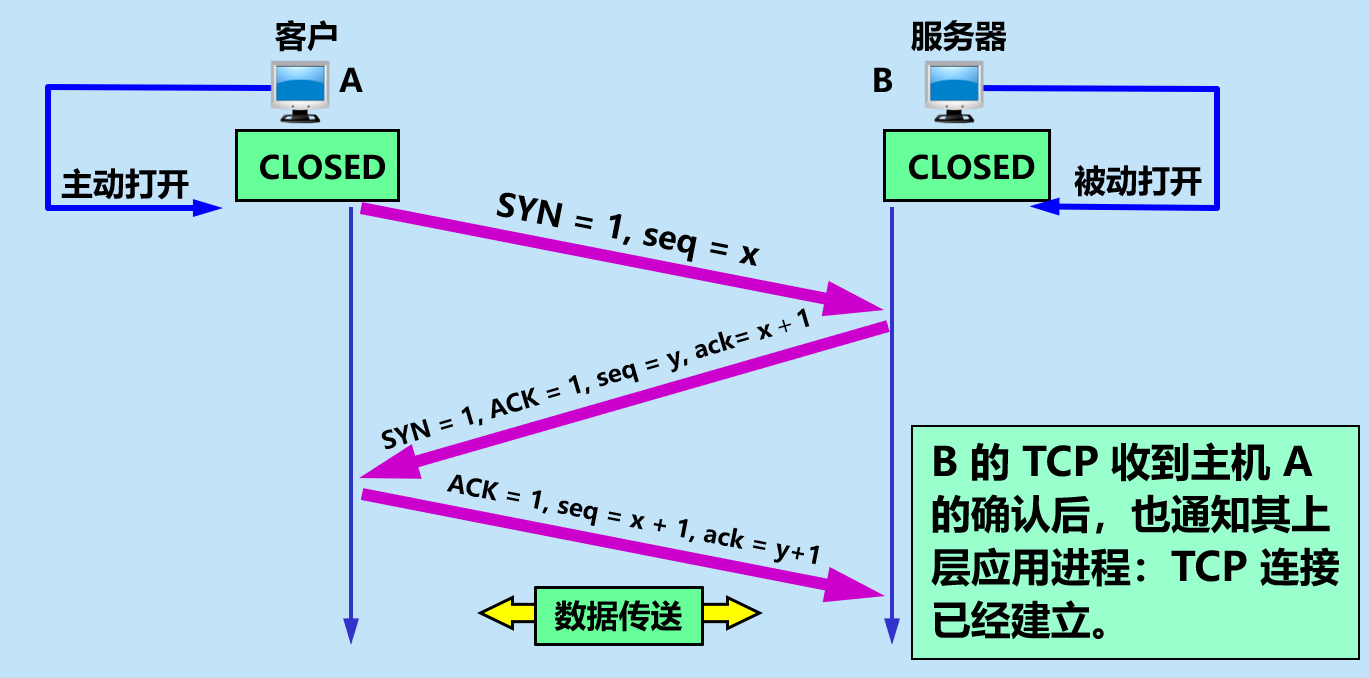 客户
服务器
A
B
CLOSED
CLOSED
主动打开
被动打开
SYN = 1, seq = x
SYN = 1, ACK = 1, seq = y, ack= x + 1
ACK = 1, seq = x + 1, ack = y+1
数据传送
B 的 TCP 收到主机 A
的确认后，也通知其上
层应用进程：TCP 连接
已经建立。